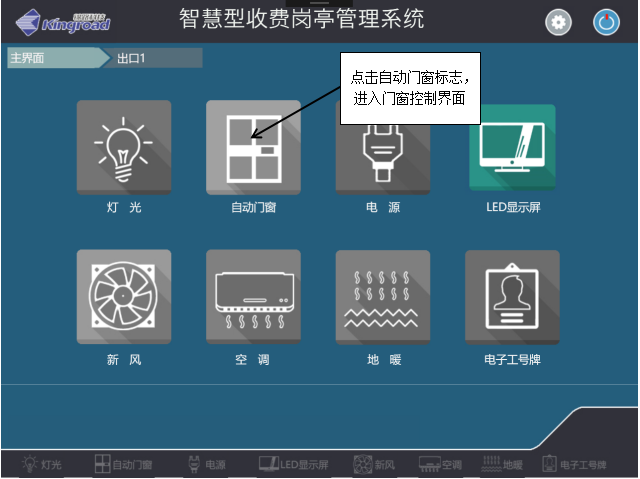 Kingroad
智慧型收费岗亭管理系统
主界面
出口1
点击自动门窗标志，
进入门窗控制界面
灯 光
自动门窗
电 源
LED显示屏
新 风
空 调
地 暖
电子工号牌
灯光
自动门窗
电源
LED显示屏
新风
空调
地暖
电子工号牌